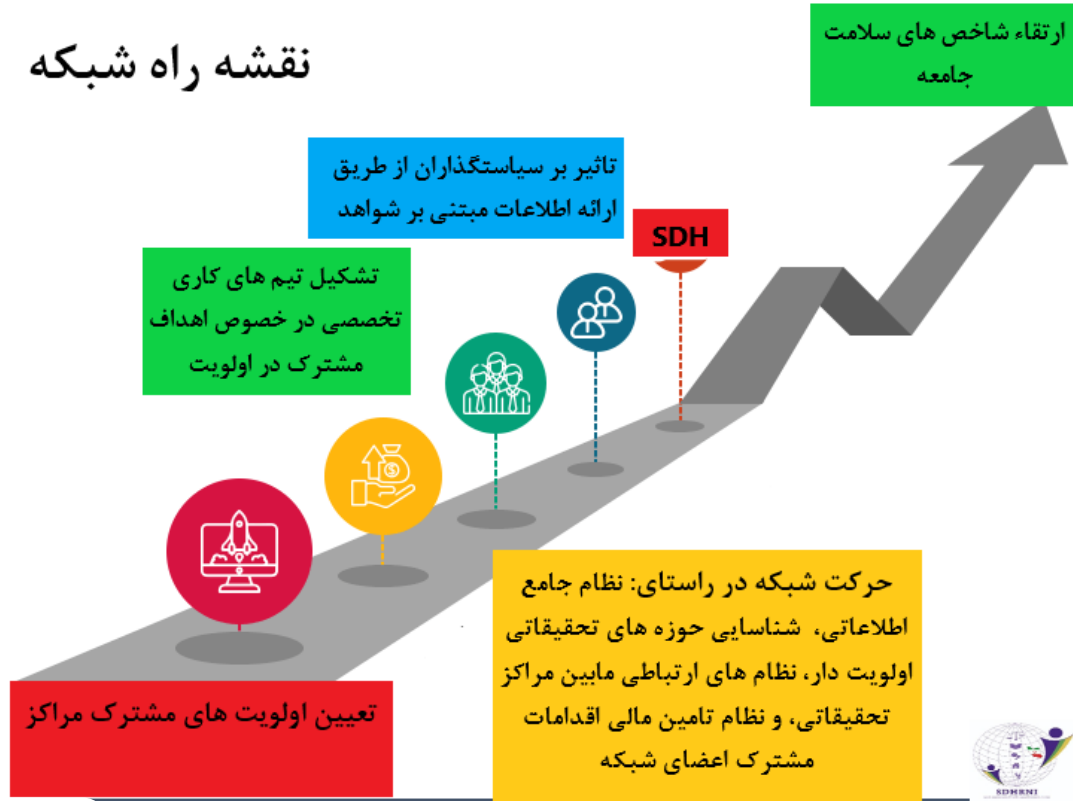 نقشه راه شبکه
ارتقاء شاخص های سلامت
جامعه
تاثیر بر سیاستگذاران از طریق
ارائه اطلاعات مبتنی بر شواهد
SDH
تشکیل تیم های کاری
تخصصی در خصوص اهداف
مشترک در اولویت
حرکت شبکه در راستای: نظام جامع
اطلاعاتی، شناسایی حوزه های تحقیقاتی
اولویت دار، نظام های ارتباطی مابین مراکز
تحقیقاتی، و نظام تامین مالی اقدامات
مشترک اعضای شبکه
تعیین اولویت های مشترک مراکز
SDHRNI